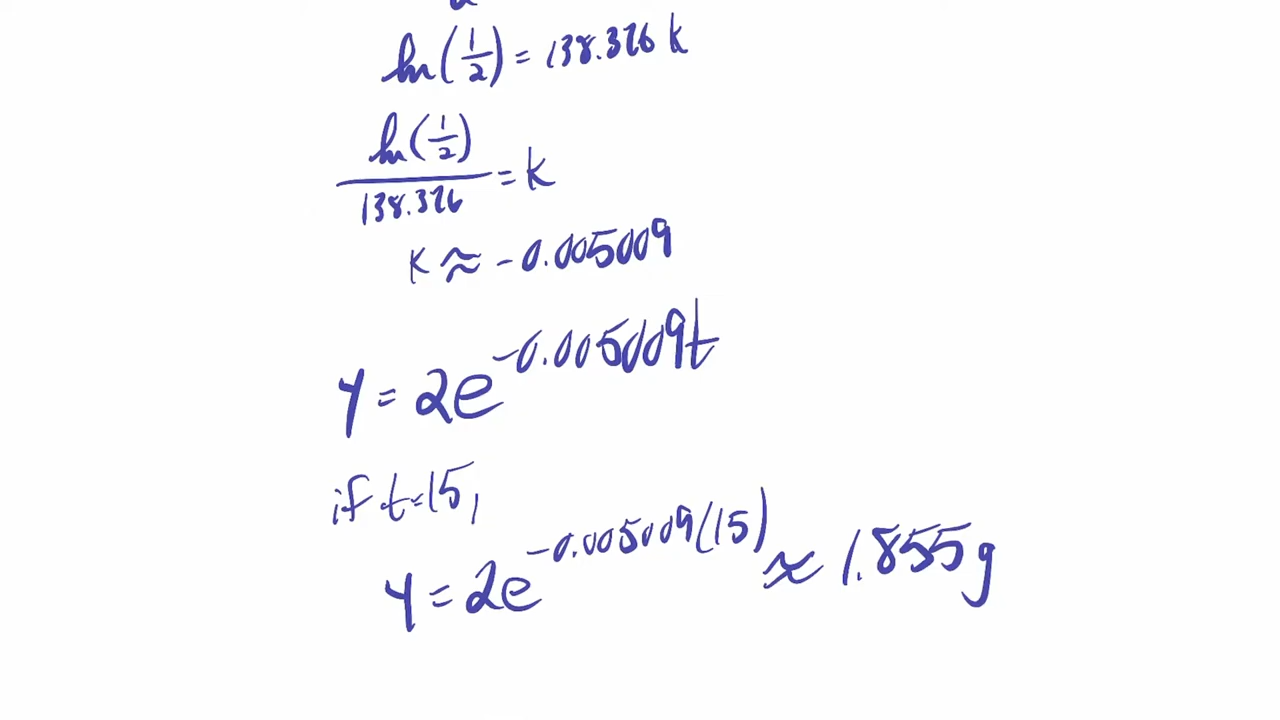 ln(1/2) = 138.376 k
ln(1/2)/138.376 = k
k ≈ -0.005009
y = 2e^-0.005009t
if t=15,
y = 2e^-0.005009(15) ≈ 1.855g